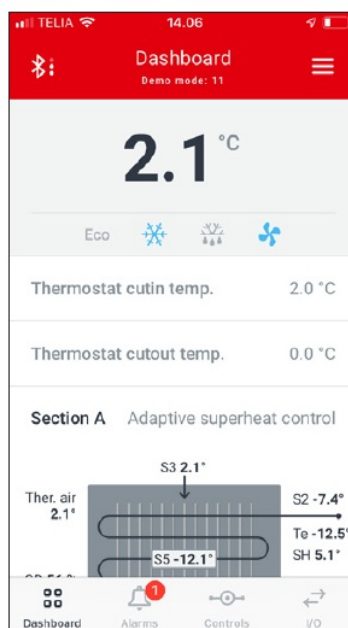 TELIA 14.06
Dashboard
Demo mode: 11
2.1 °C
Eco
Thermostat cutin temp. 2.0 °C
Thermostat cutout temp. 0.0 °C
Section A Adaptive superheat control
S3 2.1°
Ther. air
2.1°
S2 -7.4°
Te -12.5°
SH 5.1°
S5 -12.1°
1
Dashboard Alarms Controls I/O